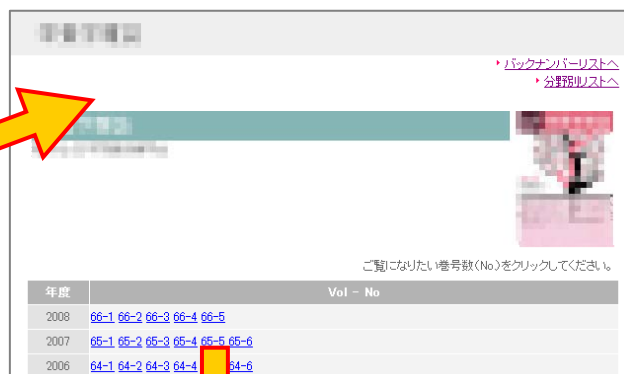 バックナンバーリストへ
分野別リストへ
ご覧になりたい巻号数(No.)をクリックしてください。
年度 Vol - No
2008 66-1 66-2 66-3 66-4 66-5
2007 65-1 65-2 65-3 65-4 65-5 65-6
2006 64-1 64-2 64-3 64-4 64-6